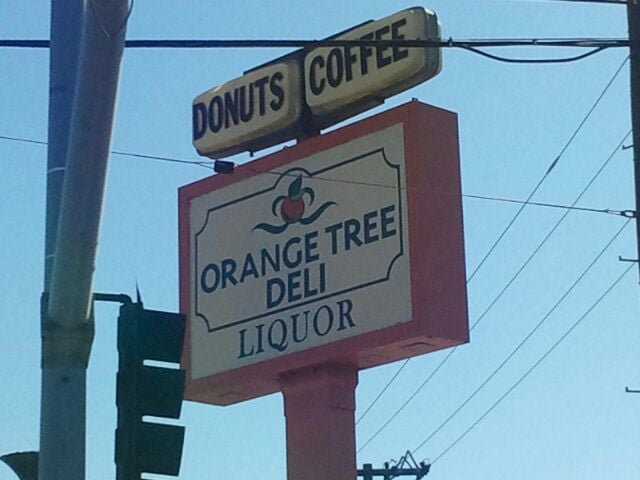 DONUTS COFFEE
ORANGE TREE
DELI
LIQUOR